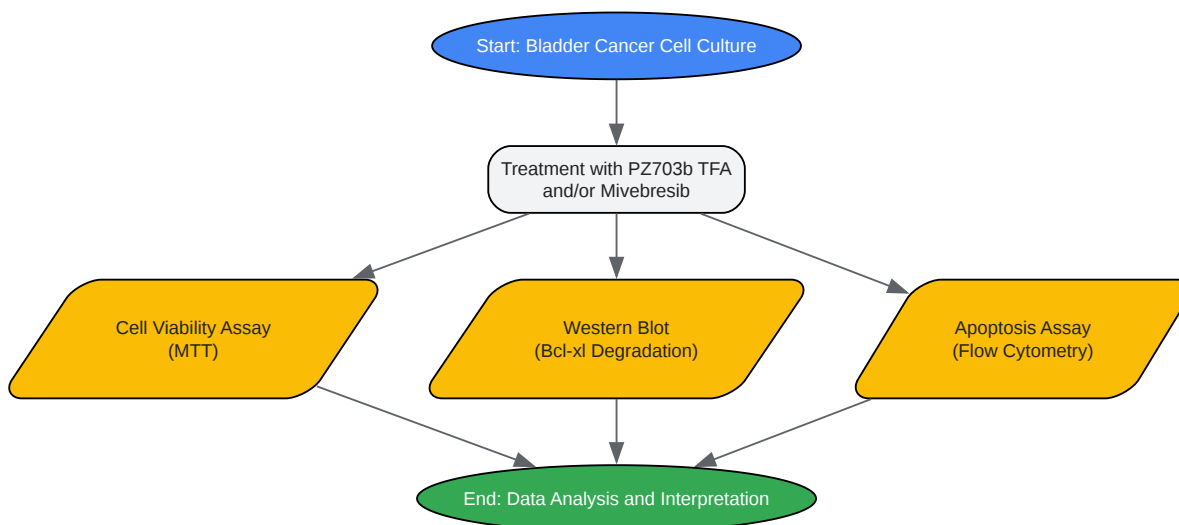 Start: Bladder Cancer Cell Culture
Treatment with PZ703b TFA
and/or Mivebresib
Cell Viability Assay
(MTT)
Western Blot
(Bcl-xl Degradation)
Apoptosis Assay
(Flow Cytometry)
End: Data Analysis and Interpretation